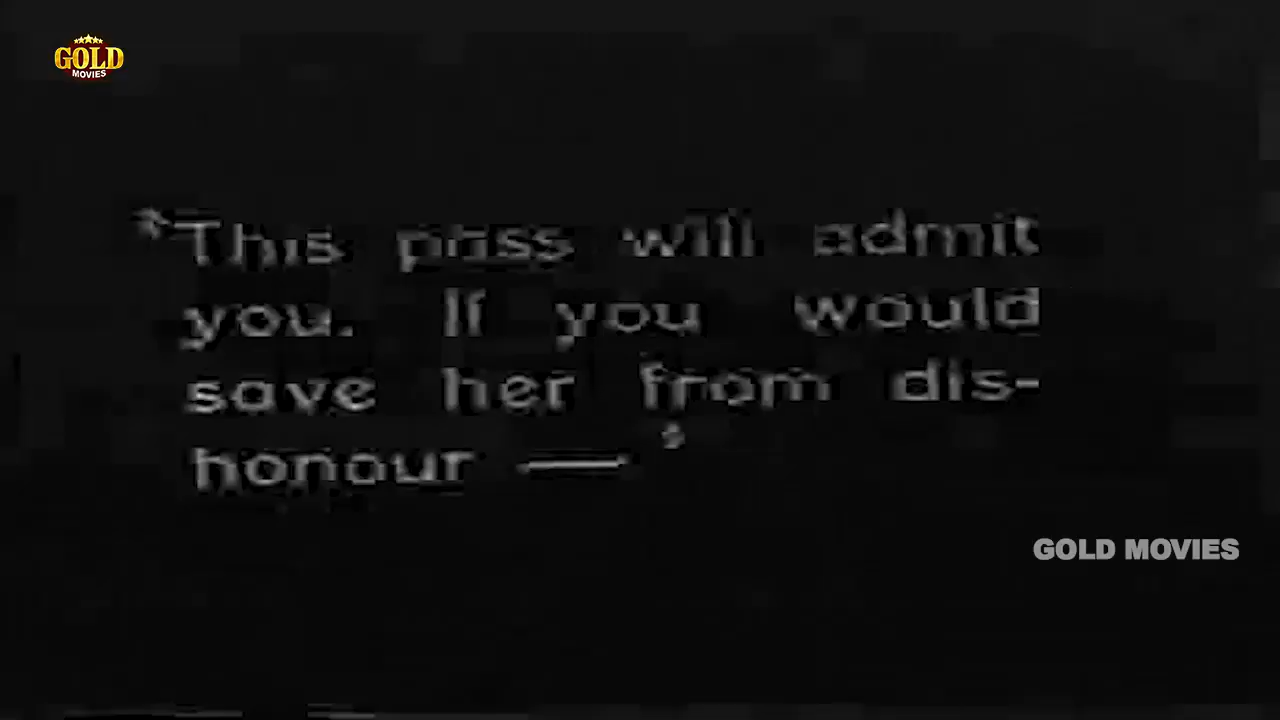 GOLD
MOVIES
"This pass will admit
you. If you would
save her from dis-
honour — "
GOLD MOVIES